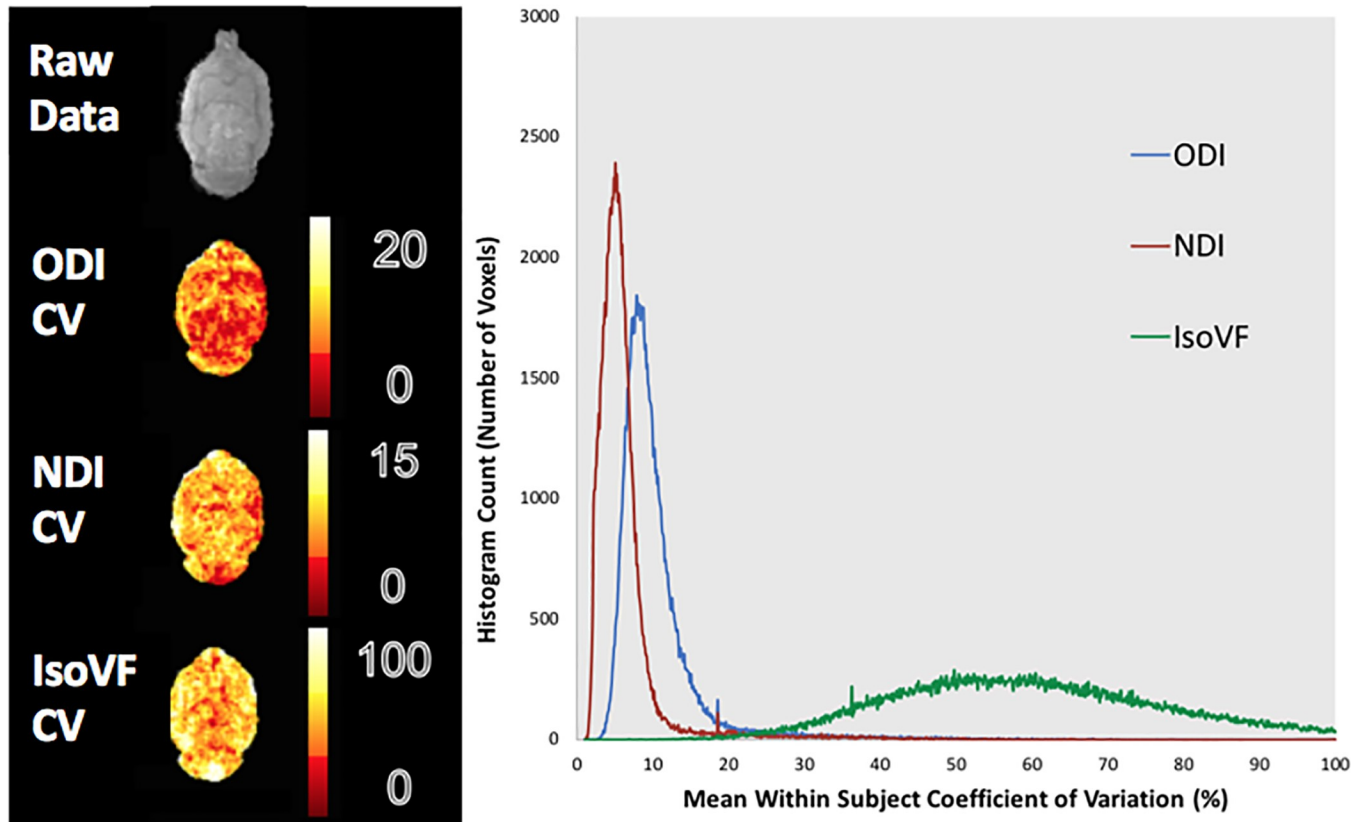 Raw
Data
ODI
CV
20
0
NDI
CV
15
0
IsoVF
CV
100
0
Histogram Count (Number of Voxels)
3000
2500
2000
1500
1000
500
0
0 10 20 30 40 50 60 70 80 90 100
Mean Within Subject Coefficient of Variation (%)
ODI
NDI
IsoVF